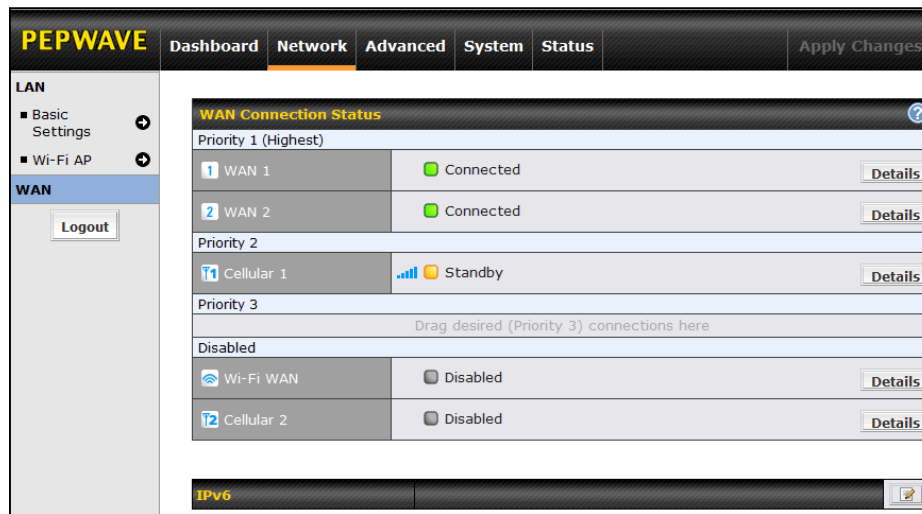 PEPWAVE
Dashboard Network Advanced System Status Apply Changes
LAN
Basic
Settings
Wi-Fi AP
WAN
Logout
WAN Connection Status ?
Priority 1 (Highest)
1 WAN 1 Connected Details
2 WAN 2 Connected Details
Priority 2
1 Cellular 1 Standby Details
Priority 3
Drag desired (Priority 3) connections here
Disabled
Wi-Fi WAN Disabled Details
2 Cellular 2 Disabled Details
IPv6